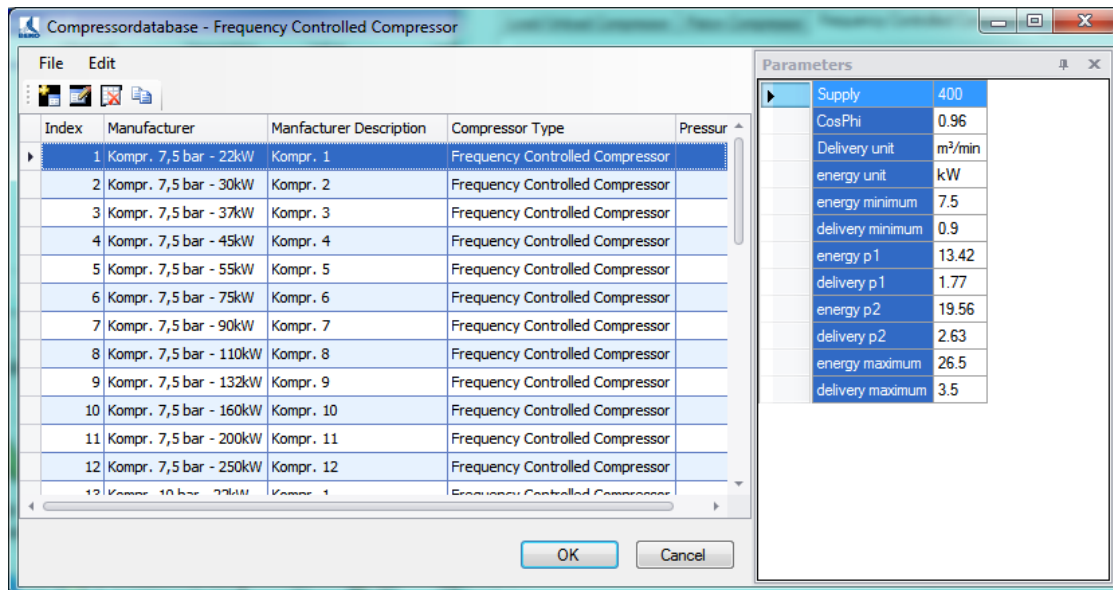 Compressordatabase - Frequency Controlled Compressor
File Edit
Index Manufacturer Manfacturer Description Compressor Type Pressur
1 Kompr. 7,5 bar - 22kW Kompr. 1 Frequency Controlled Compressor
2 Kompr. 7,5 bar - 30kW Kompr. 2 Frequency Controlled Compressor
3 Kompr. 7,5 bar - 37kW Kompr. 3 Frequency Controlled Compressor
4 Kompr. 7,5 bar - 45kW Kompr. 4 Frequency Controlled Compressor
5 Kompr. 7,5 bar - 55kW Kompr. 5 Frequency Controlled Compressor
6 Kompr. 7,5 bar - 75kW Kompr. 6 Frequency Controlled Compressor
7 Kompr. 7,5 bar - 90kW Kompr. 7 Frequency Controlled Compressor
8 Kompr. 7,5 bar - 110kW Kompr. 8 Frequency Controlled Compressor
9 Kompr. 7,5 bar - 132kW Kompr. 9 Frequency Controlled Compressor
10 Kompr. 7,5 bar - 160kW Kompr. 10 Frequency Controlled Compressor
11 Kompr. 7,5 bar - 200kW Kompr. 11 Frequency Controlled Compressor
12 Kompr. 7,5 bar - 250kW Kompr. 12 Frequency Controlled Compressor
13 Kompr. 10 bar - 22kW Kompr. 1 Frequency Controlled Compressor
OK Cancel
Parameters
Supply 400
CosPhi 0.96
Delivery unit m³/min
energy unit kW
energy minimum 7.5
delivery minimum 0.9
energy p1 13.42
delivery p1 1.77
energy p2 19.56
delivery p2 2.63
energy maximum 26.5
delivery maximum 3.5